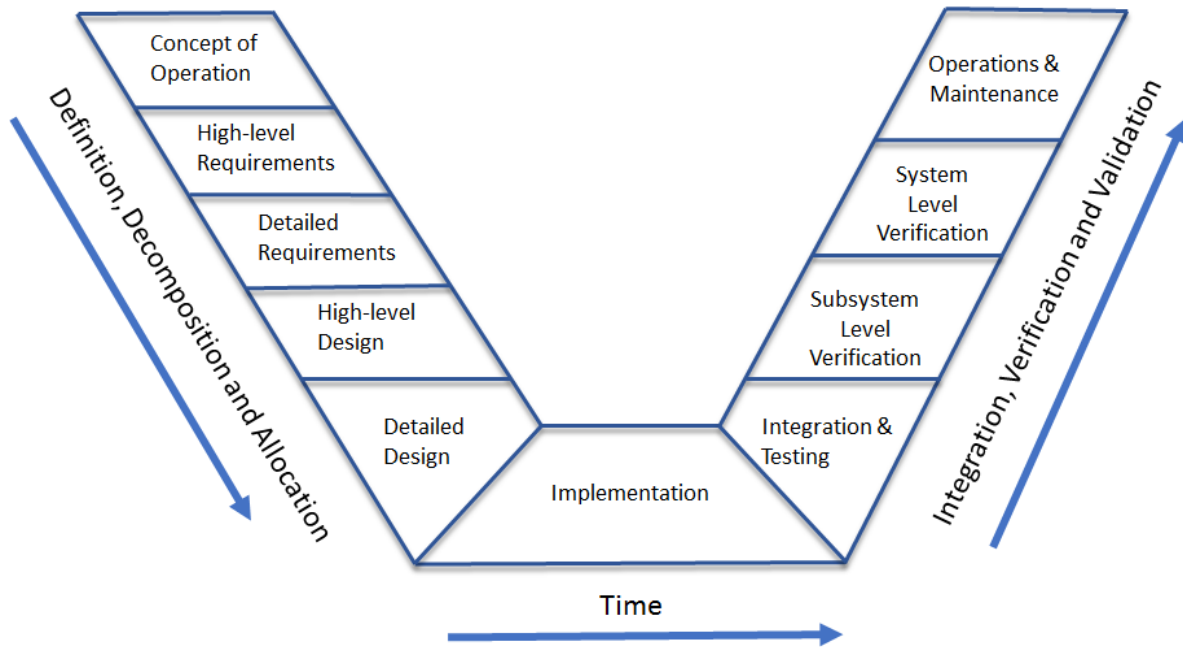 Concept of
Operation
High-level
Requirements
Detailed
Requirements
High-level
Design
Detailed
Design
Implementation
Integration &
Testing
Subsystem
Level
Verification
System
Level
Verification
Operations &
Maintenance
Definition, Decomposition and Allocation
Integration, Verification and Validation
Time